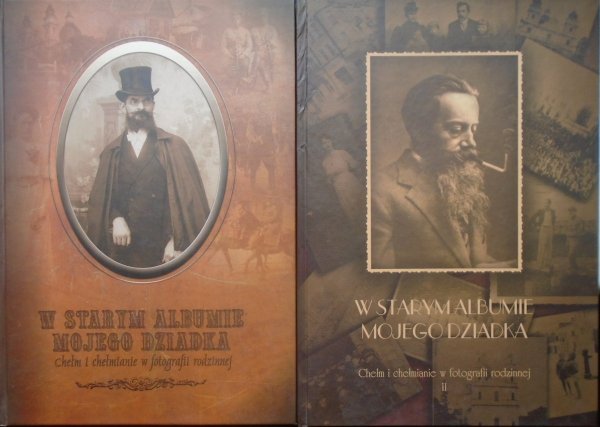 W STARYM ALBUMIE
MOJEGO DZIADKA
Chełm i chełmianie w fotografii rodzinnej
W STARYM ALBUMIE
MOJEGO DZIADKA
Chełm i chełmianie w fotografii rodzinnej
II